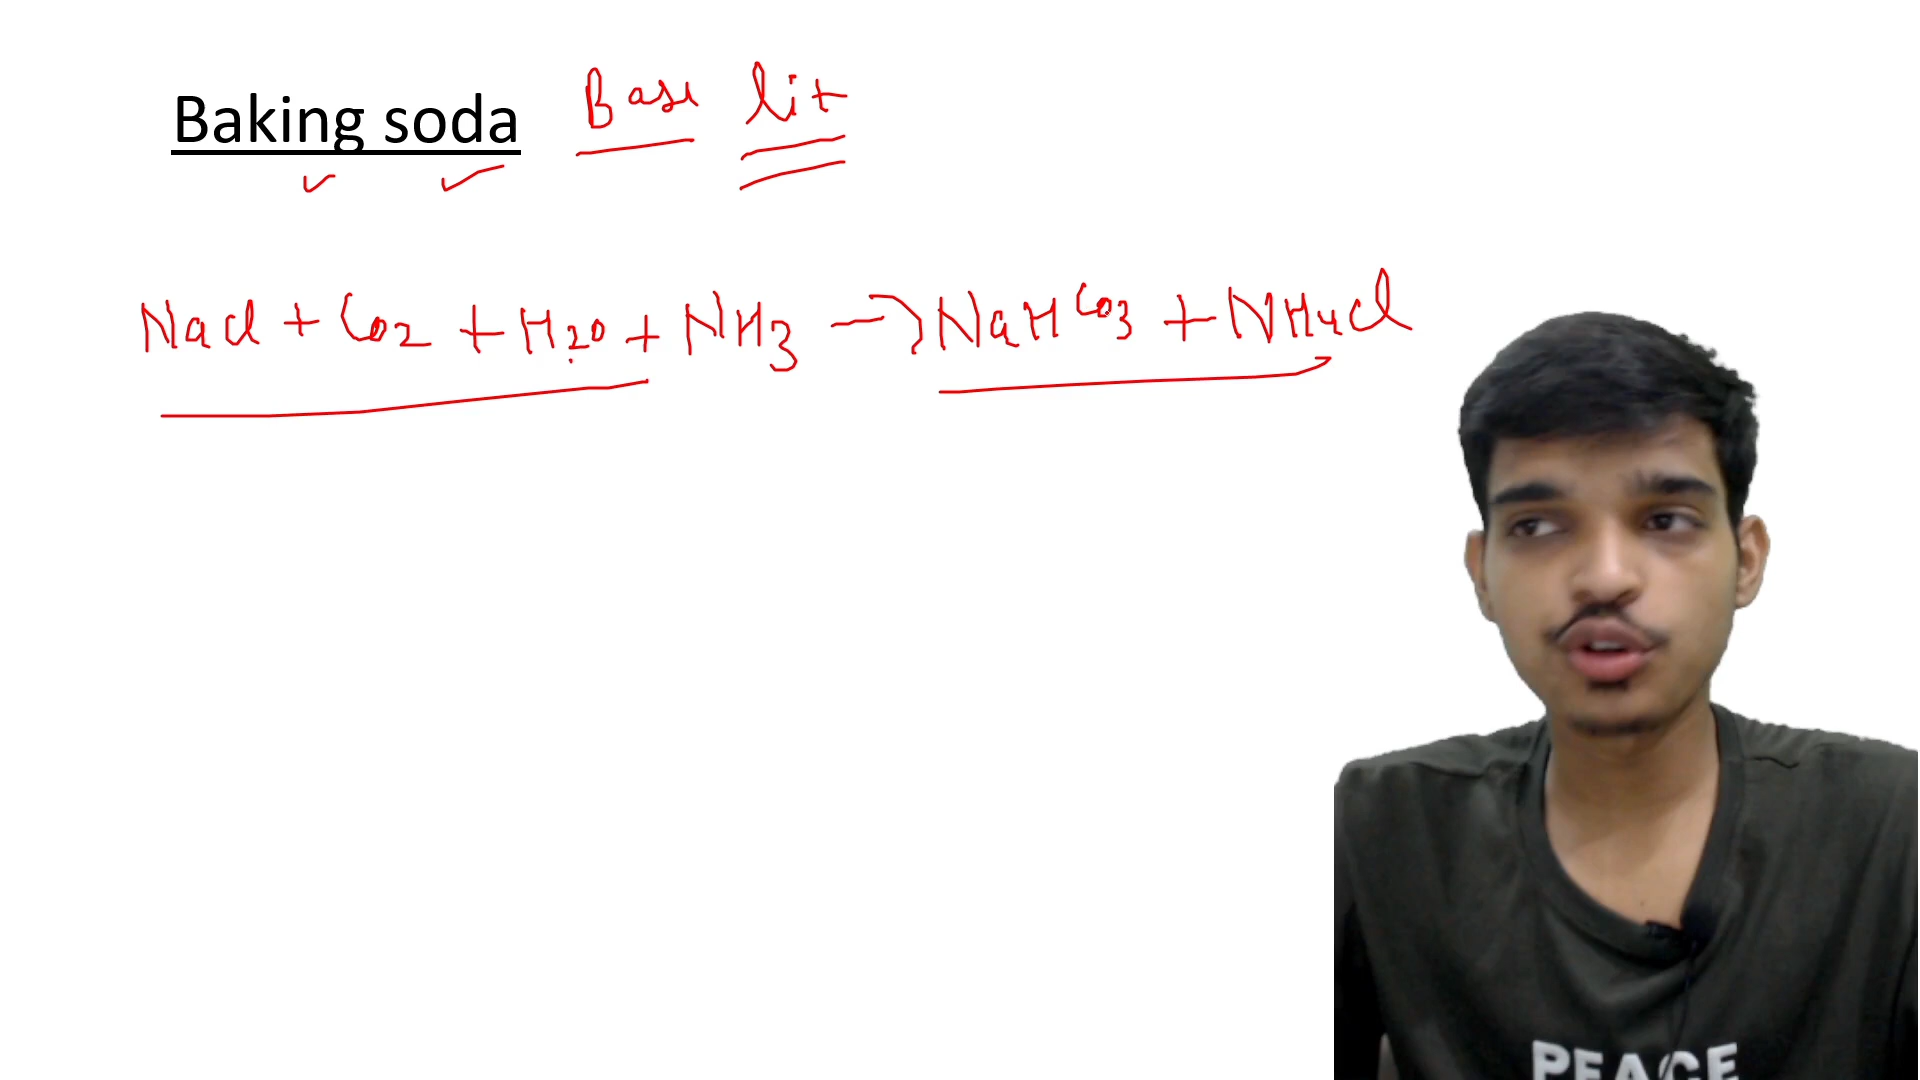 Baking soda Base lit
Nacl + Co2 + H2o + NH3 → NaHCo3 + NH4cl
PEACE